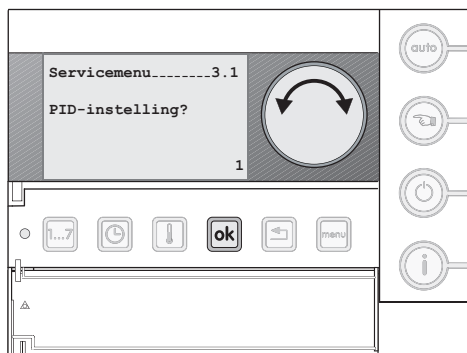 Servicemenu_______3.1
PID-instelling?
1
auto
1...7
ok
menu
i